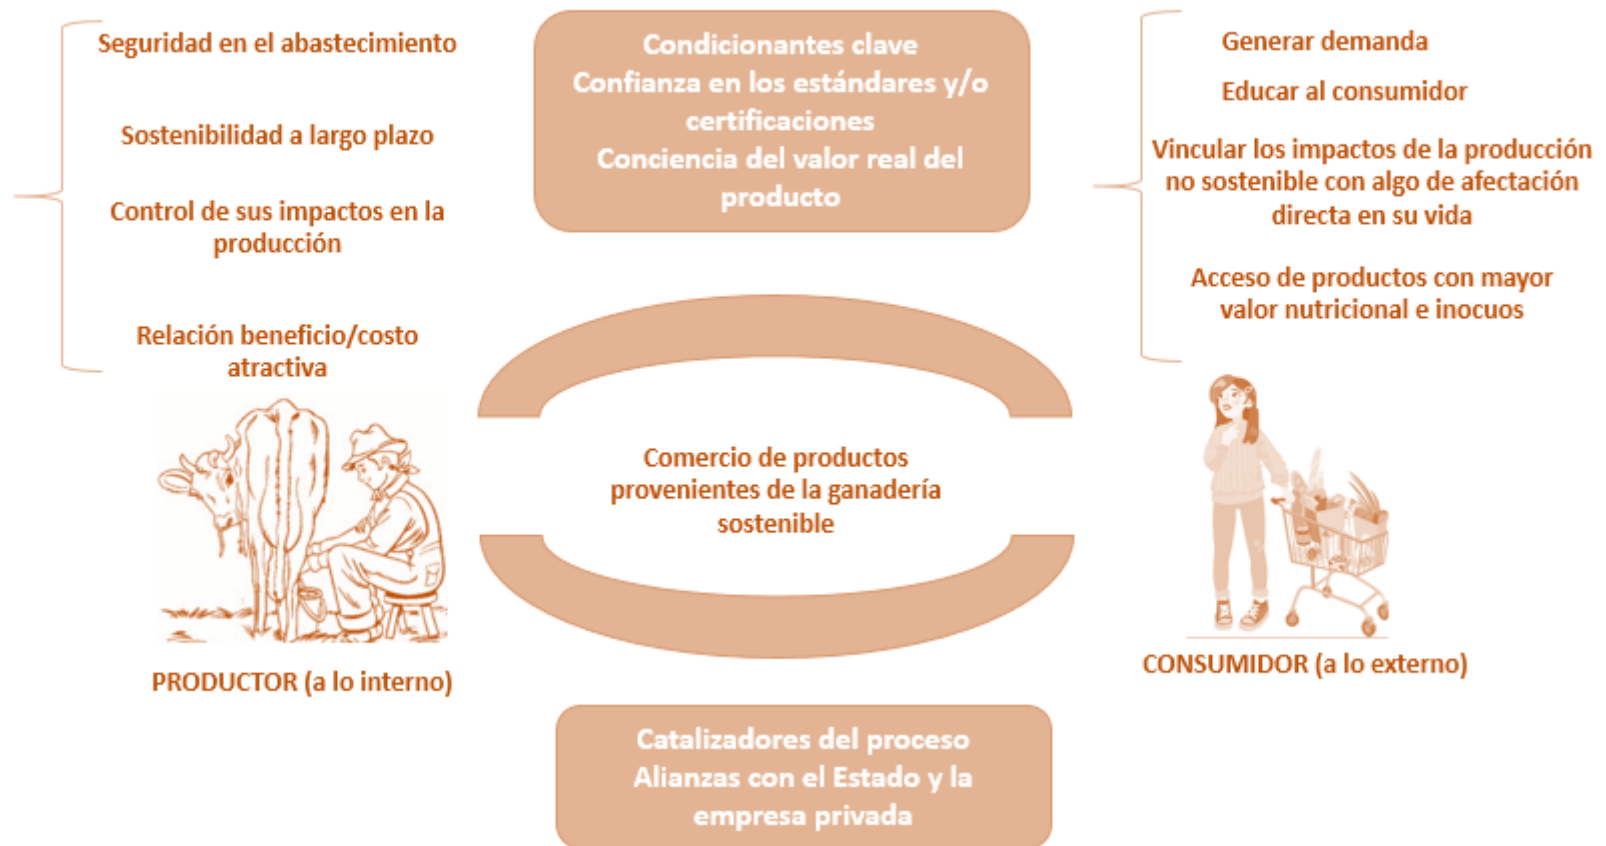 Seguridad en el abastecimiento
Sostenibilidad a largo plazo
Control de sus impactos en la
producción
Relación beneficio/costo
atractiva
PRODUCTOR (a lo interno)
Condicionantes clave
Confianza en los estándares y/o
certificaciones
Conciencia del valor real del
producto
Comercio de productos
provenientes de la ganadería
sostenible
Catalizadores del proceso
Alianzas con el Estado y la
empresa privada
Generar demanda
Educar al consumidor
Vincular los impactos de la producción
no sostenible con algo de afectación
directa en su vida
Acceso de productos con mayor
valor nutricional e inocuos
CONSUMIDOR (a lo externo)